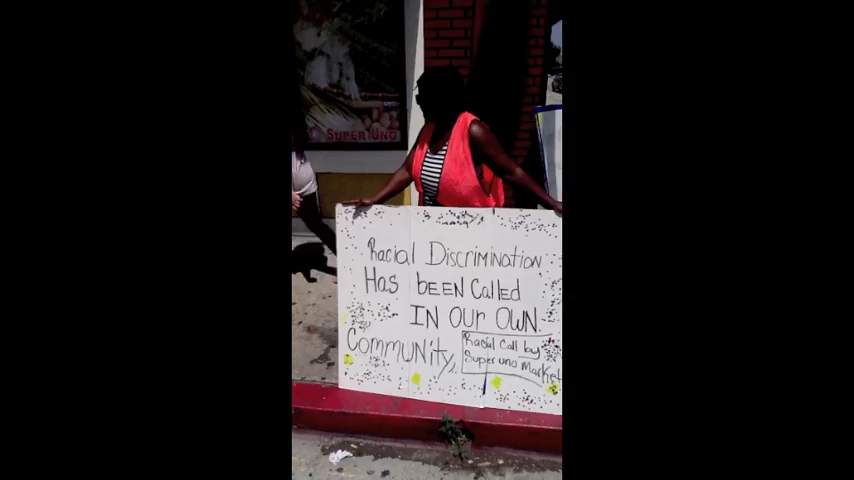 SUPER UNO
Racial Discrimination
Has BEEN Called
IN OUR OWN.
Community,
Racial Call by
Super uno Market